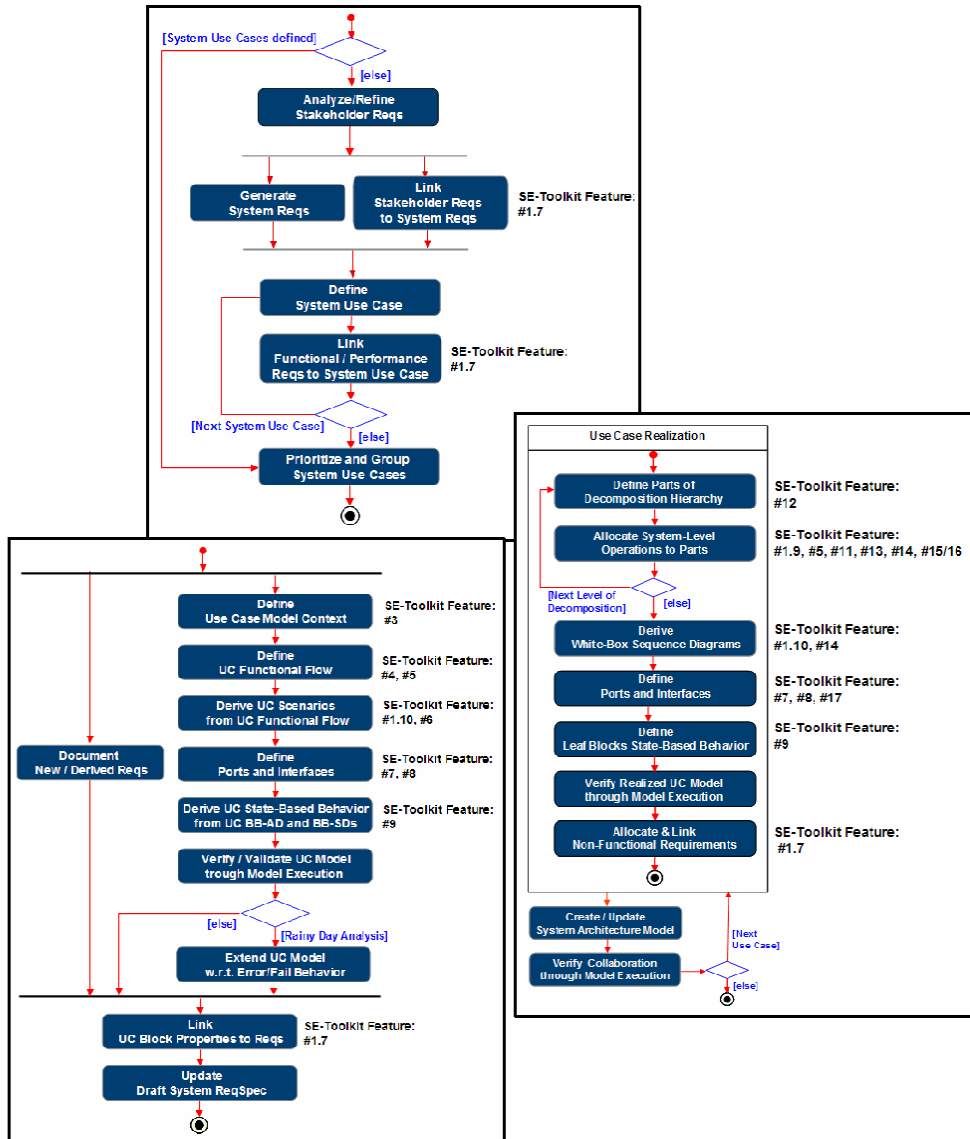 [System Use Cases defined]
[else]
Analyze/Refine
Stakeholder Reqs
Generate
System Reqs
Link
Stakeholder Reqs
to System Reqs
SE-Toolkit Feature:
#1.7
Define
System Use Case
Link
Functional / Performance
Reqs to System Use Case
SE-Toolkit Feature:
#1.7
[Next System Use Case]
[else]
Prioritize and Group
System Use Cases
Use Case Realization
Define Parts of
Decomposition Hierarchy
SE-Toolkit Feature:
#12
Allocate System-Level
Operations to Parts
SE-Toolkit Feature:
#1.9, #5, #11, #13, #14, #15/16
[Next Level of
Decomposition]
[else]
Derive
White-Box Sequence Diagrams
SE-Toolkit Feature:
#1.10, #14
Define
Ports and Interfaces
SE-Toolkit Feature:
#7, #8, #17
Define
Leaf Blocks State-Based Behavior
SE-Toolkit Feature:
#9
Verify Realized UC Model
through Model Execution
Allocate & Link
Non-Functional Requirements
SE-Toolkit Feature:
#1.7
Create / Update
System Architecture Model
Verify Collaboration
through Model Execution
[Next
Use Case]
[else]
Define
Use Case Model Context
SE-Toolkit Feature:
#3
Define
UC Functional Flow
SE-Toolkit Feature:
#4, #5
Derive UC Scenarios
from UC Functional Flow
SE-Toolkit Feature:
#1.10, #6
Document
New / Derived Reqs
Define
Ports and Interfaces
SE-Toolkit Feature:
#7, #8
Derive UC State-Based Behavior
from UC BB-AD and BB-SDs
SE-Toolkit Feature:
#9
Verify / Validate UC Model
trough Model Execution
[else]
[Rainy Day Analysis]
Extend UC Model
w.r.t. Error/Fail Behavior
Link
UC Block Properties to Reqs
SE-Toolkit Feature:
#1.7
Update
Draft System ReqSpec